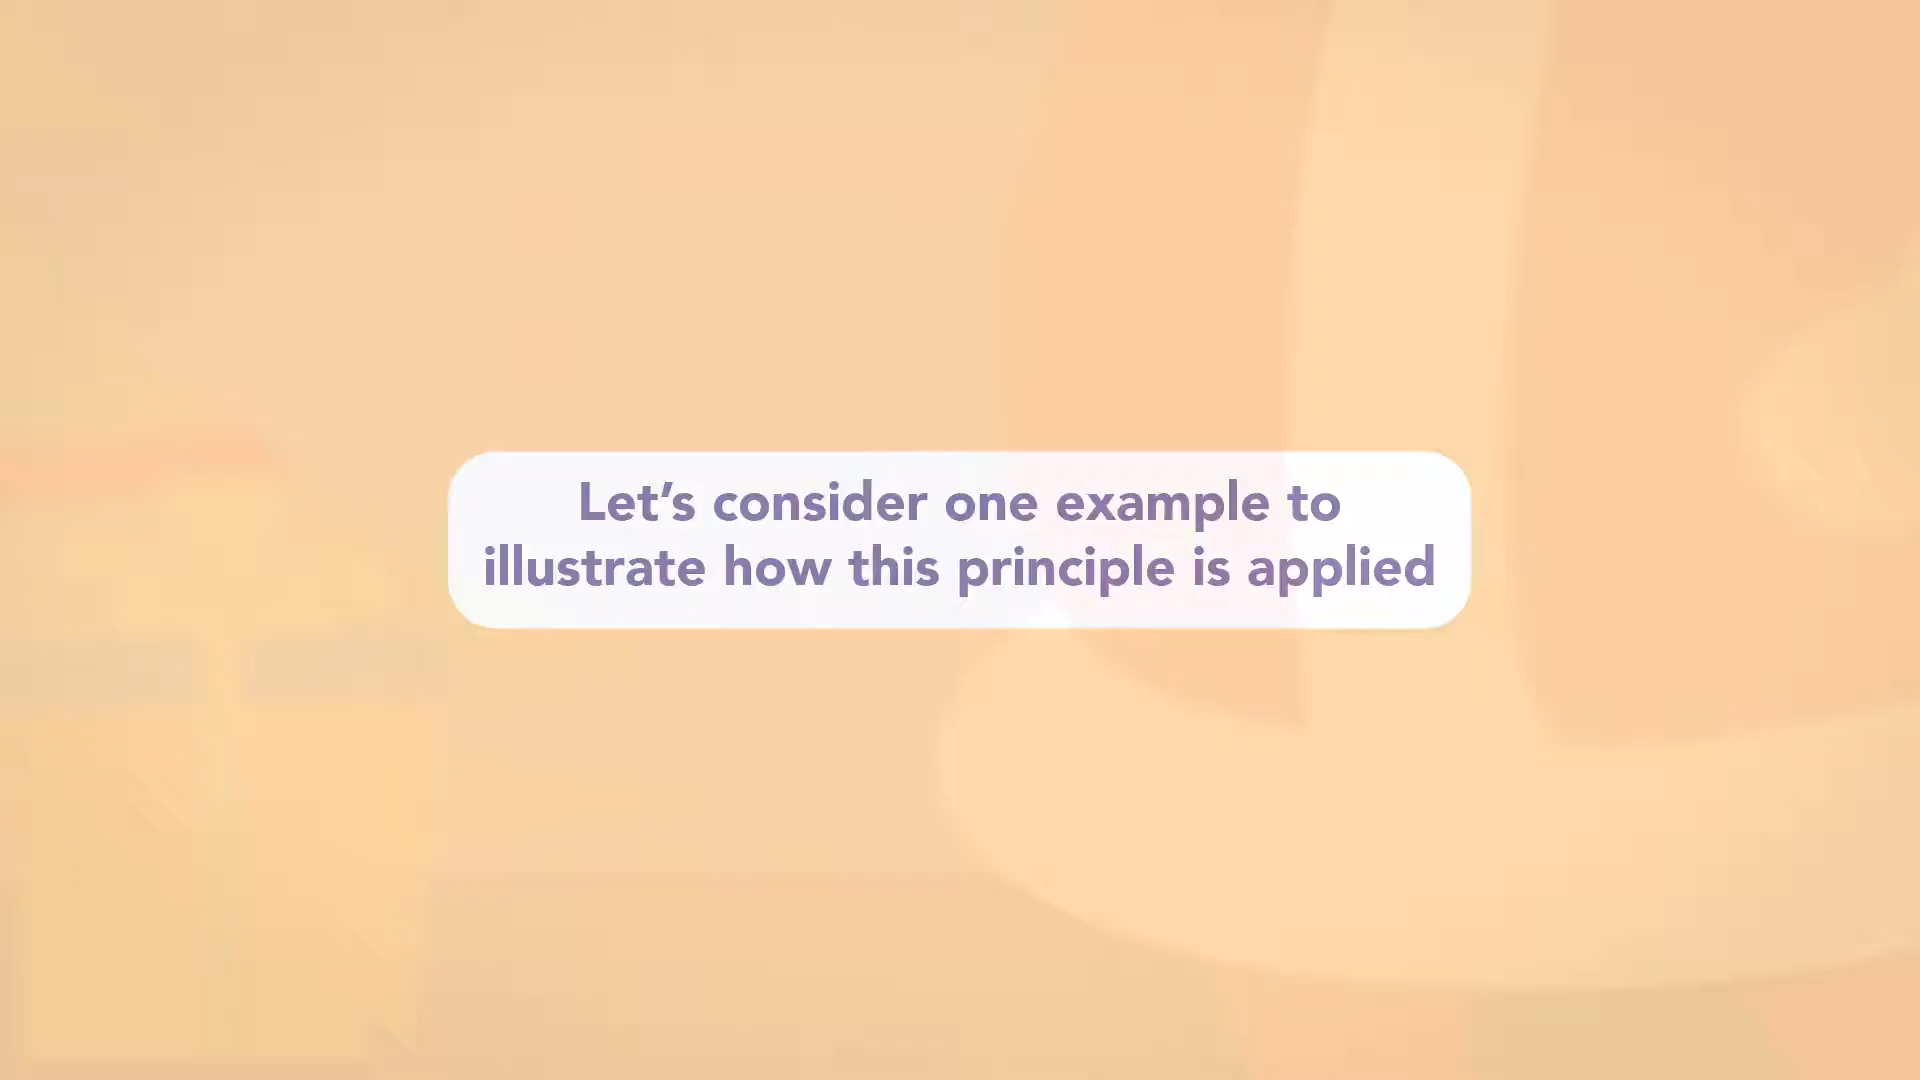 Let’s consider one example to
illustrate how this principle is applied